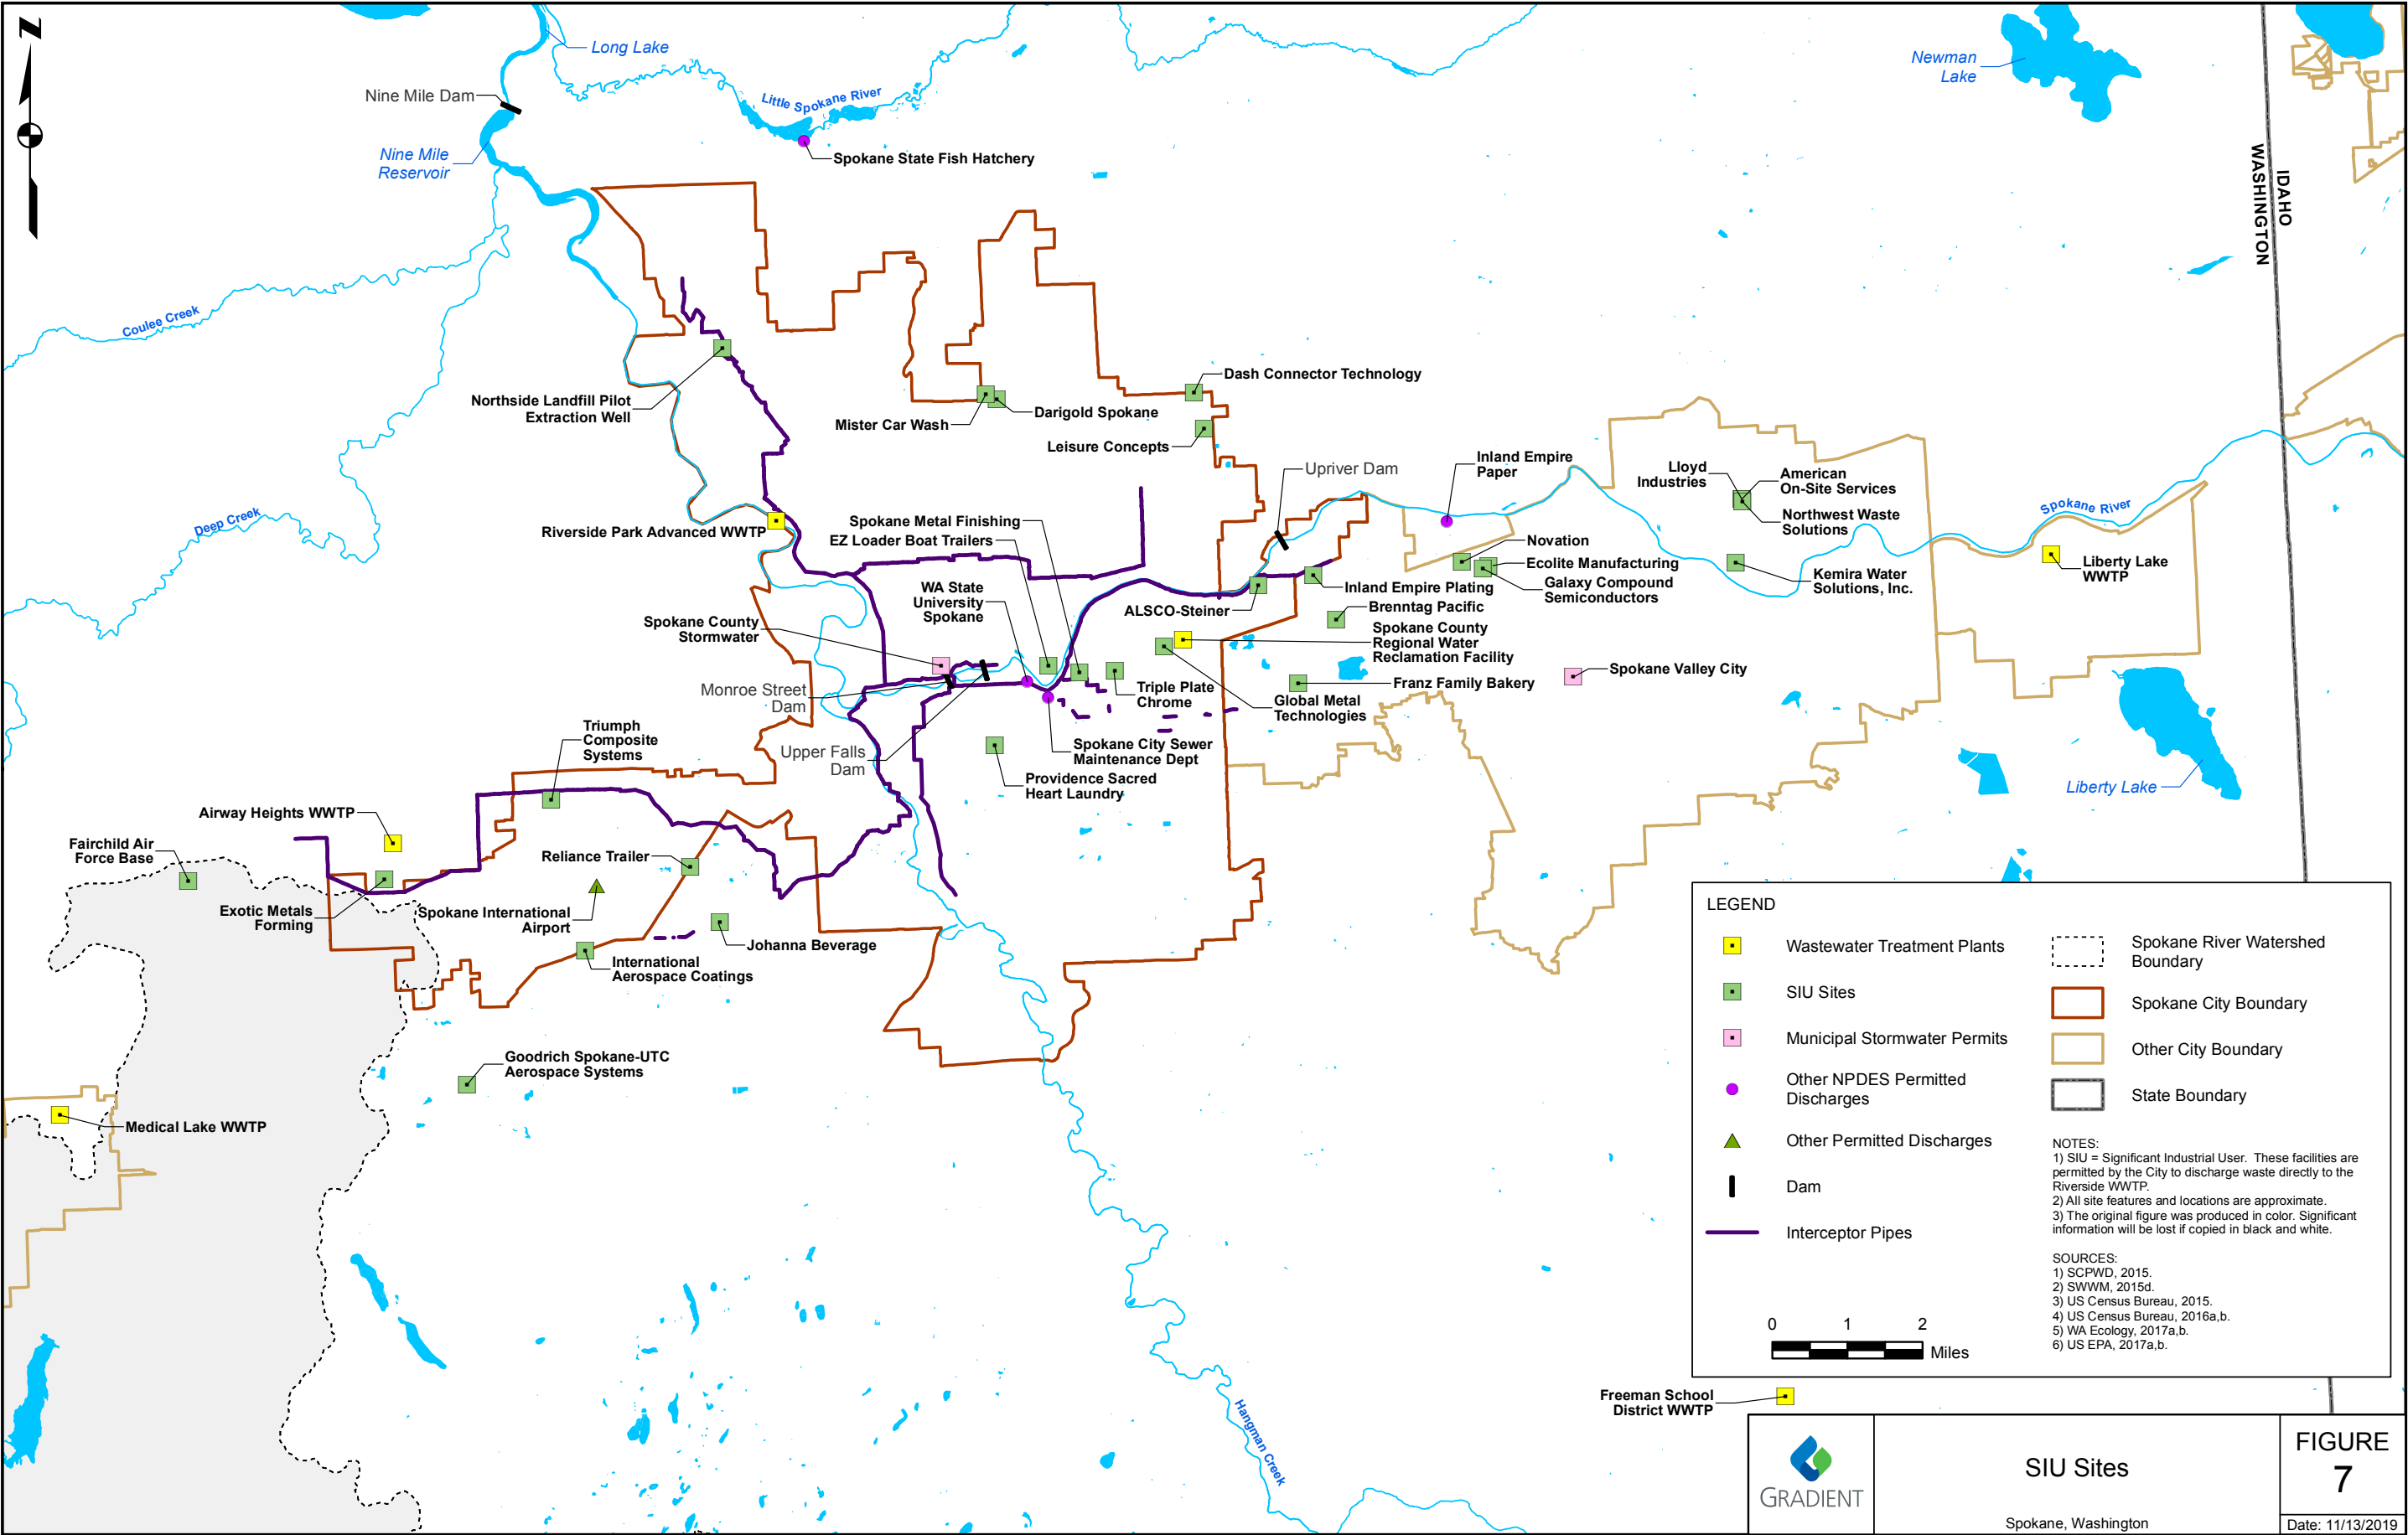 N
Long Lake
Newman
Lake
Nine Mile Dam
Little Spokane River
Nine Mile
Reservoir
Spokane State Fish Hatchery
WASHINGTON
IDAHO
Coulee Creek
Dash Connector Technology
Northside Landfill Pilot
Extraction Well
Darigold Spokane
Mister Car Wash
Leisure Concepts
Upriver Dam
Inland Empire
Paper
Lloyd
Industries
American
On-Site Services
Northwest Waste
Solutions
Spokane River
Deep Creek
Riverside Park Advanced WWTP
Spokane Metal Finishing
EZ Loader Boat Trailers
Novation
Ecolite Manufacturing
Galaxy Compound
Semiconductors
Kemira Water
Solutions, Inc.
Liberty Lake
WWTP
WA State
University
Spokane
Inland Empire Plating
ALSCO-Steiner
Brenntag Pacific
Spokane County
Stormwater
Spokane County
Regional Water
Reclamation Facility
Spokane Valley City
Monroe Street
Dam
Triple Plate
Chrome
Franz Family Bakery
Global Metal
Technologies
Triumph
Composite
Systems
Upper Falls
Dam
Spokane City Sewer
Maintenance Dept
Providence Sacred
Heart Laundry
Liberty Lake
Airway Heights WWTP
Fairchild Air
Force Base
Reliance Trailer
Exotic Metals
Forming
Spokane International
Airport
Johanna Beverage
International
Aerospace Coatings
Goodrich Spokane-UTC
Aerospace Systems
Medical Lake WWTP
Hangman Creek
Freeman School
District WWTP
LEGEND
Wastewater Treatment Plants
SIU Sites
Municipal Stormwater Permits
Other NPDES Permitted
Discharges
Other Permitted Discharges
Dam
Interceptor Pipes
Spokane River Watershed
Boundary
Spokane City Boundary
Other City Boundary
State Boundary
NOTES:
1) SIU = Significant Industrial User. These facilities are
permitted by the City to discharge waste directly to the
Riverside WWTP.
2) All site features and locations are approximate.
3) The original figure was produced in color. Significant
information will be lost if copied in black and white.
SOURCES:
1) SCPWD, 2015.
2) SWWM, 2015d.
3) US Census Bureau, 2015.
4) US Census Bureau, 2016a,b.
5) WA Ecology, 2017a,b.
6) US EPA, 2017a,b.
0 1 2
Miles
GRADIENT
SIU Sites
Spokane, Washington
FIGURE
7
Date: 11/13/2019